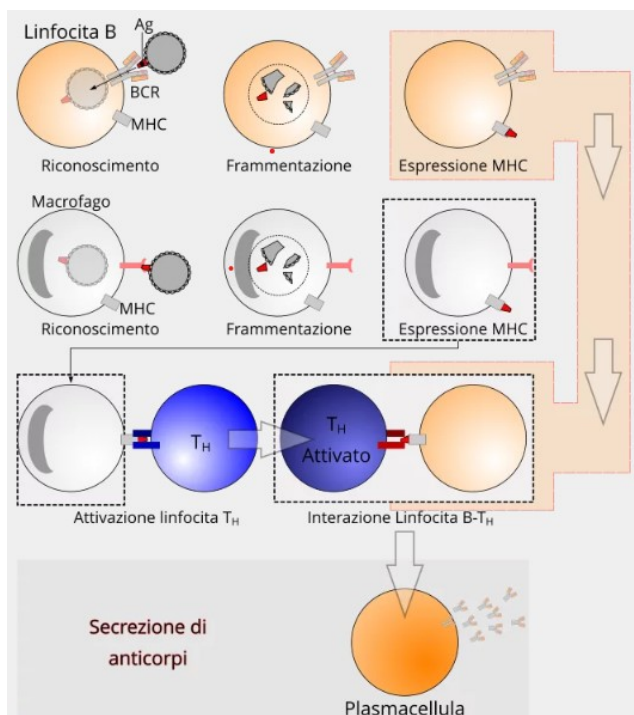 Linfocita B
Ag
BCR
MHC
Riconoscimento
Frammentazione
Espressione MHC
Macrofago
MHC
Riconoscimento
Frammentazione
Espressione MHC
TH
TH
Attivato
Attivazione linfocita TH
Interazione Linfocita B-TH
Secrezione di
anticorpi
Plasmacellula